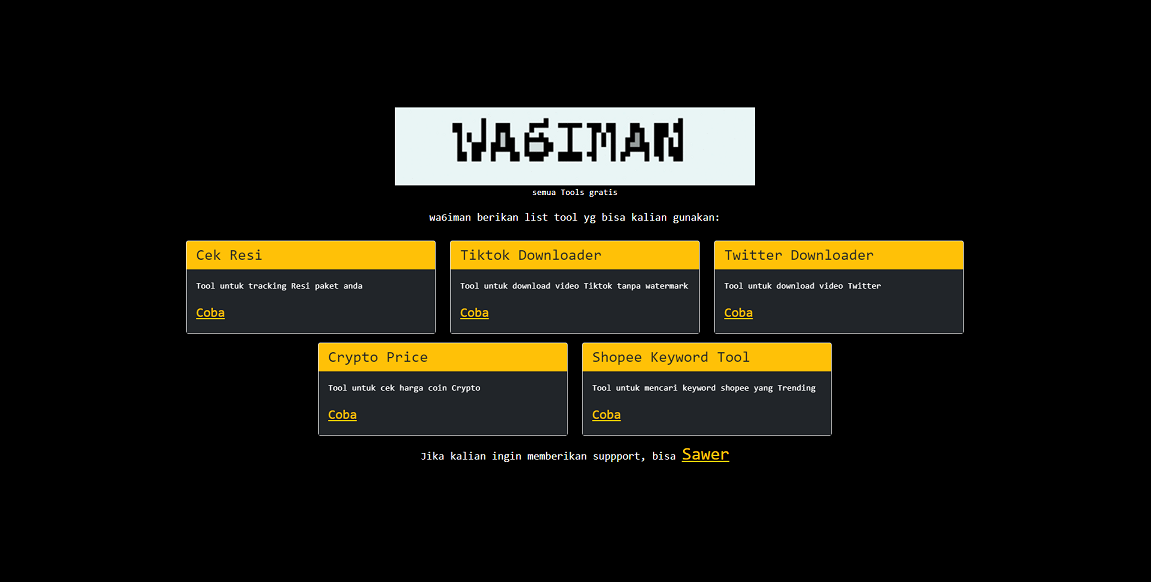 WA6IMAN
semua Tools gratis
wa6iman berikan list tool yg bisa kalian gunakan:
Cek Resi
Tool untuk tracking Resi paket anda
Coba
Tiktok Downloader
Tool untuk download video Tiktok tanpa watermark
Coba
Twitter Downloader
Tool untuk download video Twitter
Coba
Crypto Price
Tool untuk cek harga coin Crypto
Coba
Shopee Keyword Tool
Tool untuk mencari keyword shopee yang Trending
Coba
Jika kalian ingin memberikan suppport, bisa Sawer